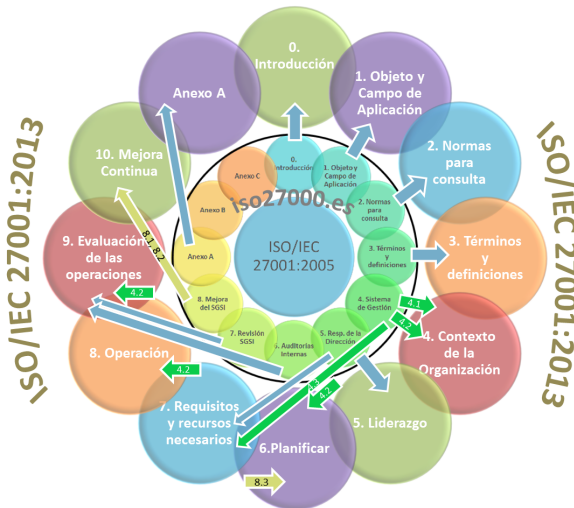 0.
Introducción
1. Objeto y
Campo de
Aplicación
2. Normas
para
consulta
3. Términos
y
definiciones
4. Contexto
de la
Organización
5. Liderazgo
6.Planificar
7. Requisitos
y recursos
necesarios
8. Operación
9. Evaluación
de las
operaciones
10. Mejora
Continua
Anexo A
ISO/IEC 27001:2013
ISO/IEC 27001:2013
0.
Introducción
1. Objeto y
Campo de
Aplicación
2. Normas
para
consulta
3. Términos
y
definiciones
4. Sistema
de Gestión
5. Resp. de la
Dirección
6. Auditorias
Internas
7. Revisión
SGSI
8. Mejora
del SGSI
Anexo A
Anexo B
Anexo C
iso27000.es
ISO/IEC
27001:2005
8.1, 8.2
4.2
4.2
4.1
4.2
4.3
4.2
8.3